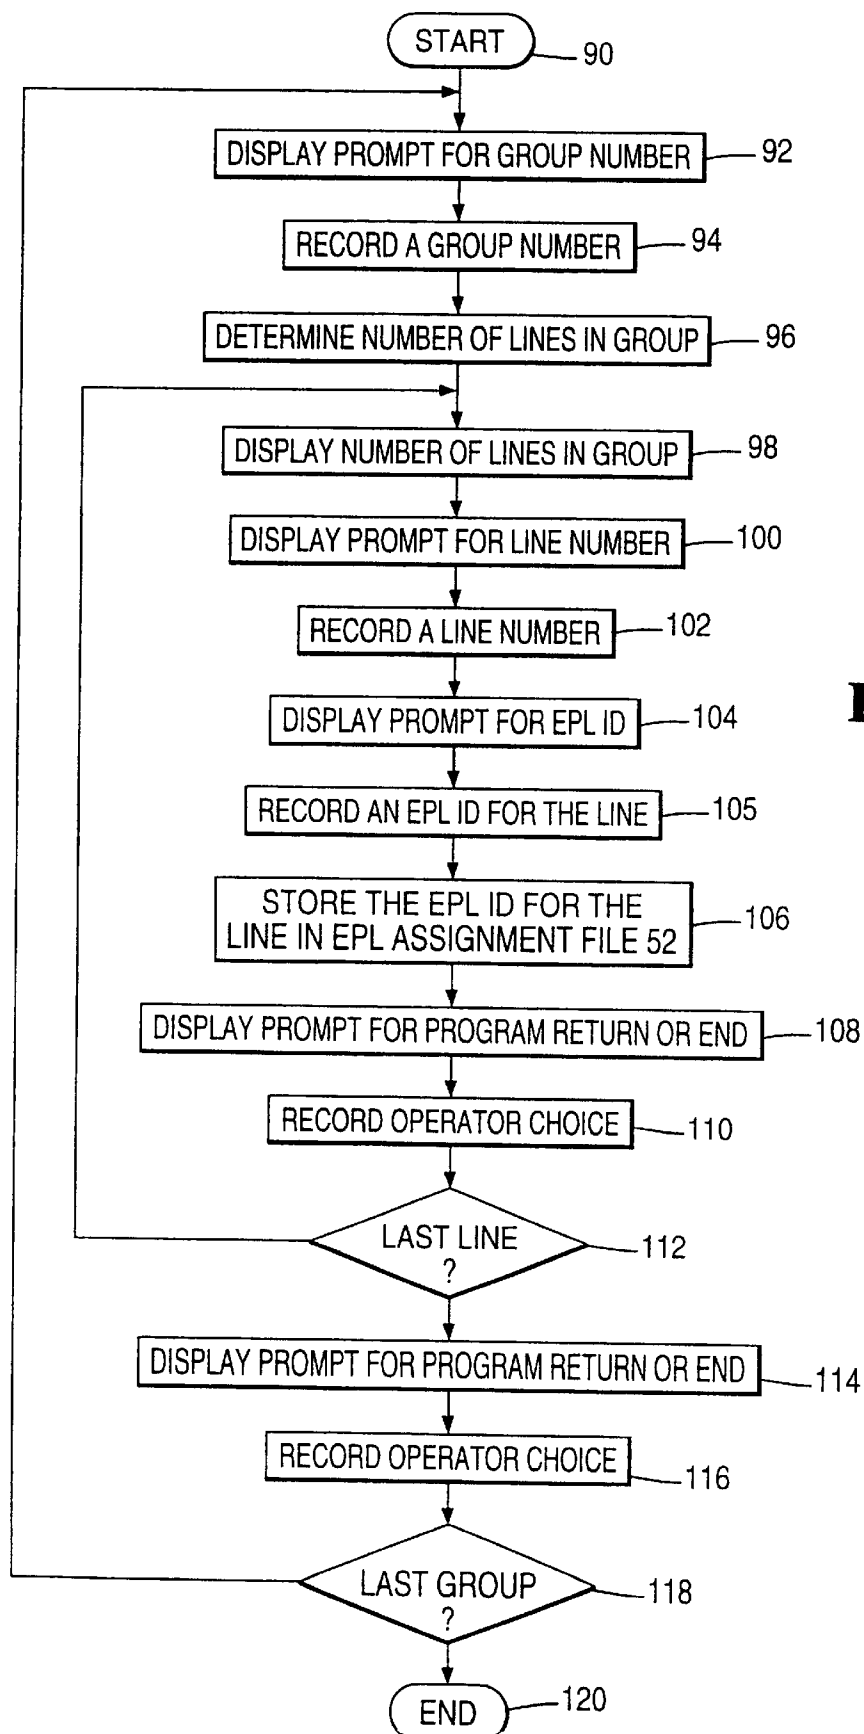 START
90
DISPLAY PROMPT FOR GROUP NUMBER
92
RECORD A GROUP NUMBER
94
DETERMINE NUMBER OF LINES IN GROUP
96
DISPLAY NUMBER OF LINES IN GROUP
98
DISPLAY PROMPT FOR LINE NUMBER
100
RECORD A LINE NUMBER
102
DISPLAY PROMPT FOR EPL ID
104
RECORD AN EPL ID FOR THE LINE
105
STORE THE EPL ID FOR THE
LINE IN EPL ASSIGNMENT FILE 52
106
DISPLAY PROMPT FOR PROGRAM RETURN OR END
108
RECORD OPERATOR CHOICE
110
LAST LINE
?
112
DISPLAY PROMPT FOR PROGRAM RETURN OR END
114
RECORD OPERATOR CHOICE
116
LAST GROUP
?
118
END
120